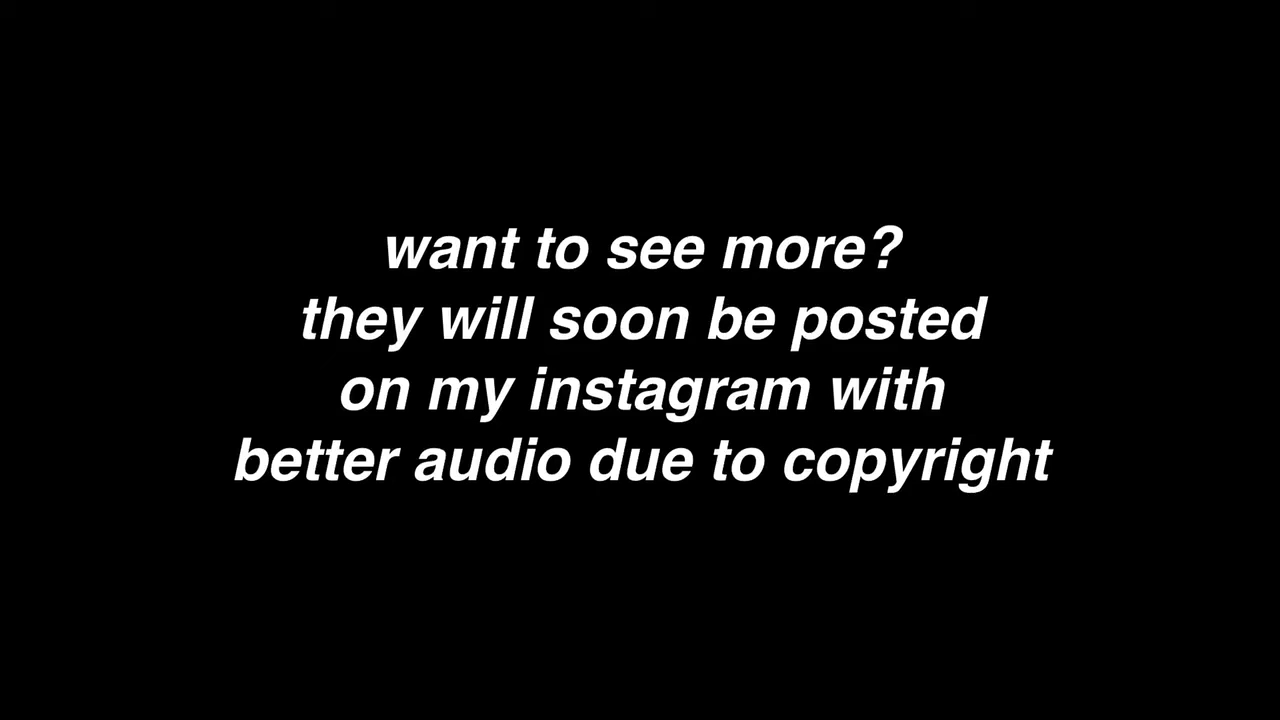 want to see more?
they will soon be posted
on my instagram with
better audio due to copyright